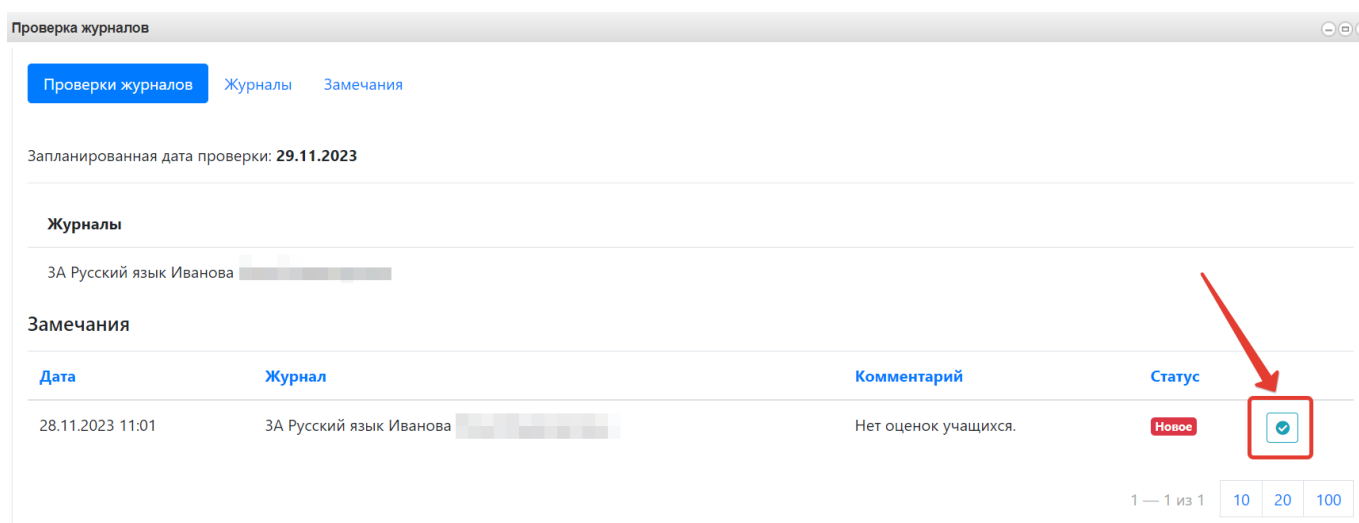 Проверка журналов
Проверки журналов Журналы Замечания
Запланированная дата проверки: 29.11.2023
Журналы
3А Русский язык Иванова
Замечания
Дата Журнал Комментарий Статус
28.11.2023 11:01 3А Русский язык Иванова Нет оценок учащихся. Новое
1 — 1 из 1 10 20 100